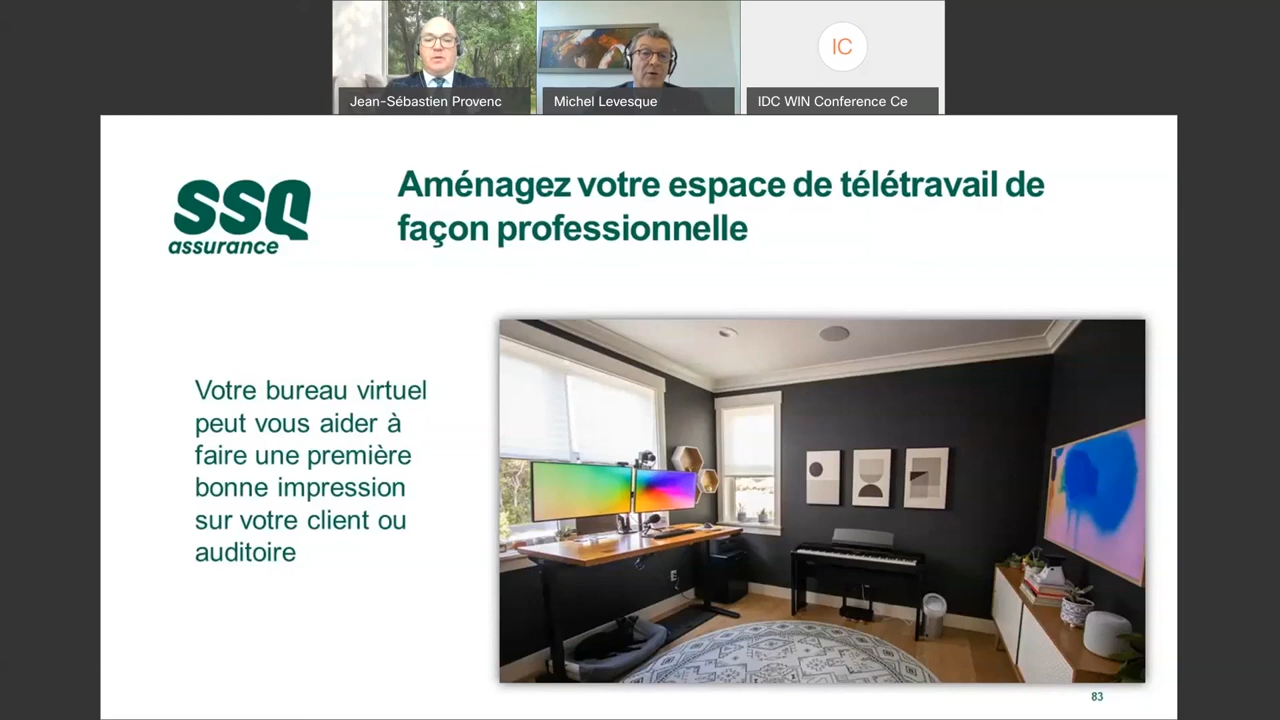 Jean-Sébastien Provenc
Michel Levesque
IC
IDC WIN Conference Ce
SSQ
assurance
Aménagez votre espace de télétravail de
façon professionnelle
Votre bureau virtuel
peut vous aider à
faire une première
bonne impression
sur votre client ou
auditoire
83